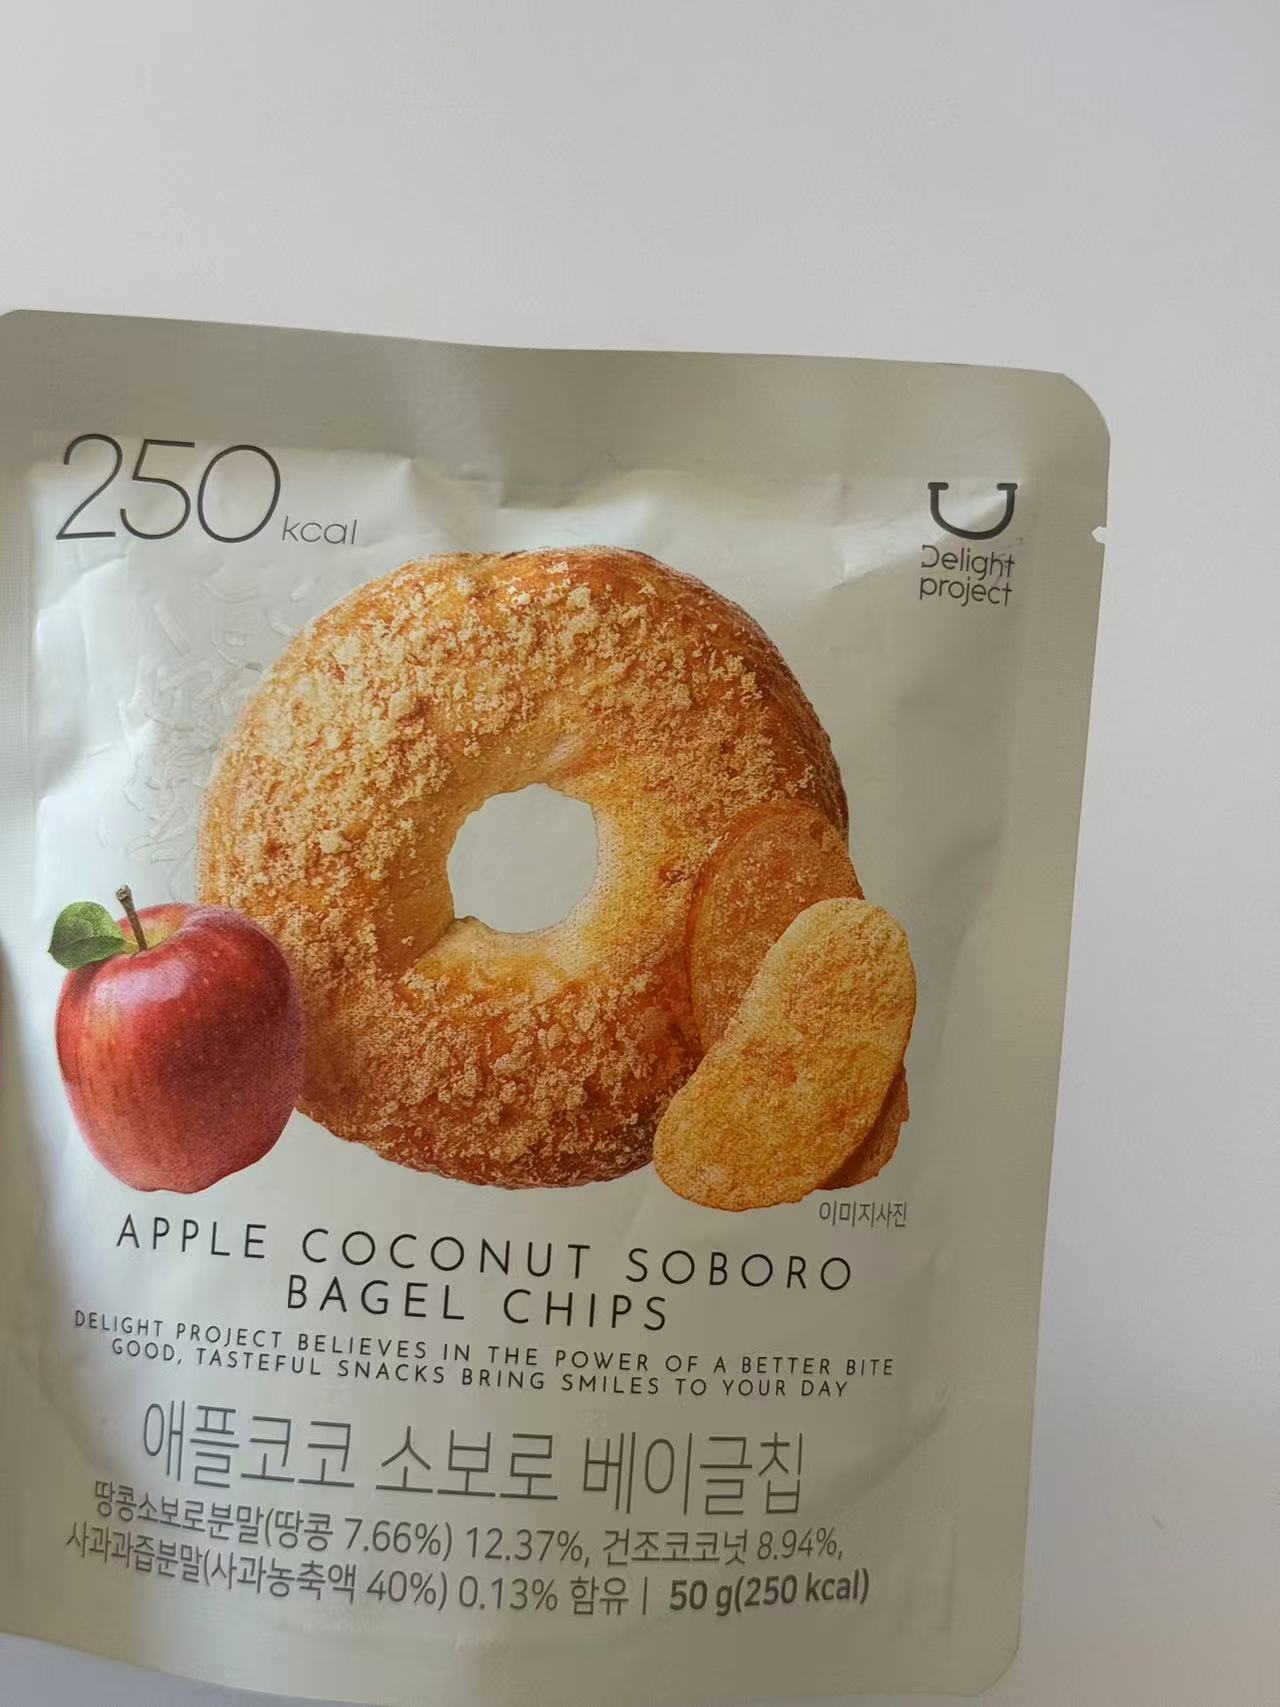 250 kcal
Delight
project
이미지사진
APPLE COCONUT SOBORO
BAGEL CHIPS
DELIGHT PROJECT BELIEVES IN THE POWER OF A BETTER BITE
GOOD, TASTEFUL SNACKS BRING SMILES TO YOUR DAY
애플코코 소보로 베이글칩
땅콩소보로분말(땅콩 7.66%) 12.37%, 건조코코넛 8.94%,
사과과즙분말(사과농축액 40%) 0.13% 함유 | 50 g(250 kcal)